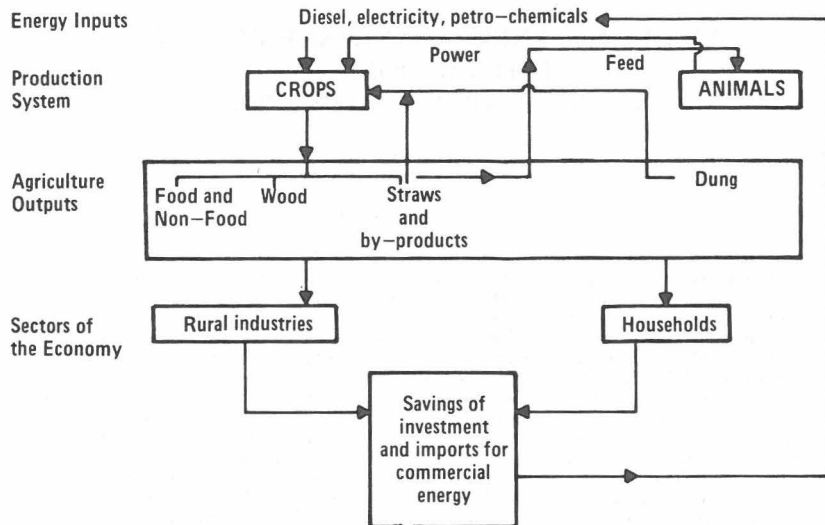 Energy Inputs
Diesel, electricity, petro-chemicals
Power
Feed
Production
System
CROPS
ANIMALS
Agriculture
Outputs
Food and
Non-Food
Wood
Straws
and
by-products
Dung
Sectors of
the Economy
Rural industries
Households
Savings of
investment
and imports for
commercial
energy